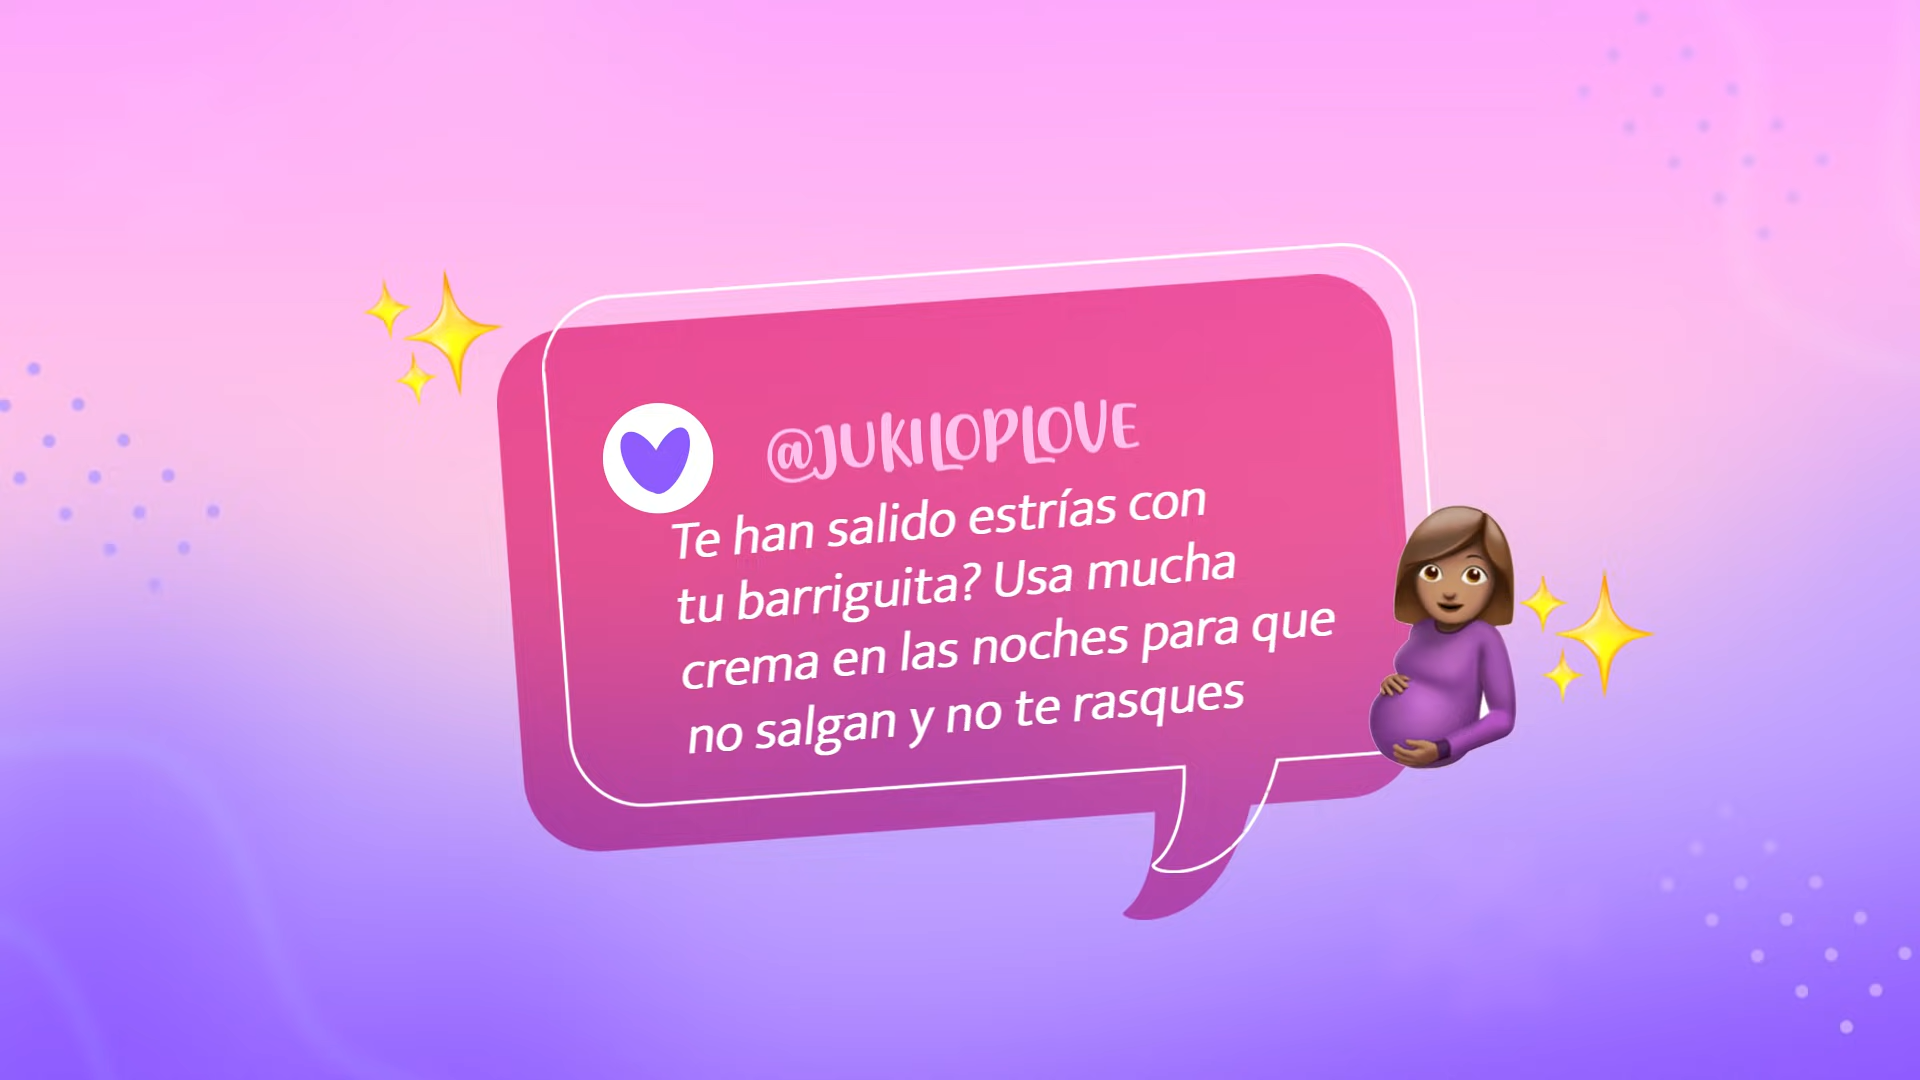 @JUKILOPLOVE
Te han salido estrías con
tu barriguita? Usa mucha
crema en las noches para que
no salgan y no te rasques